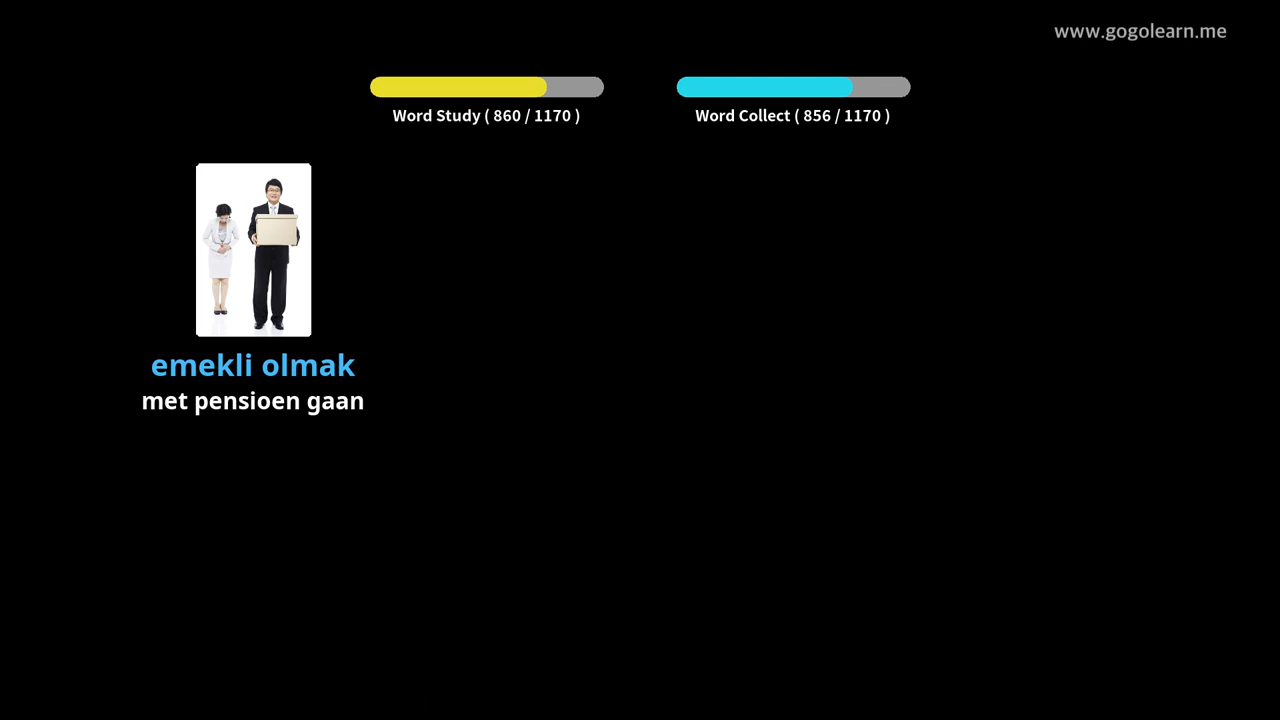 www.gogolearn.me
Word Study ( 860 / 1170 )
Word Collect ( 856 / 1170 )
emekli olmak
met pensioen gaan